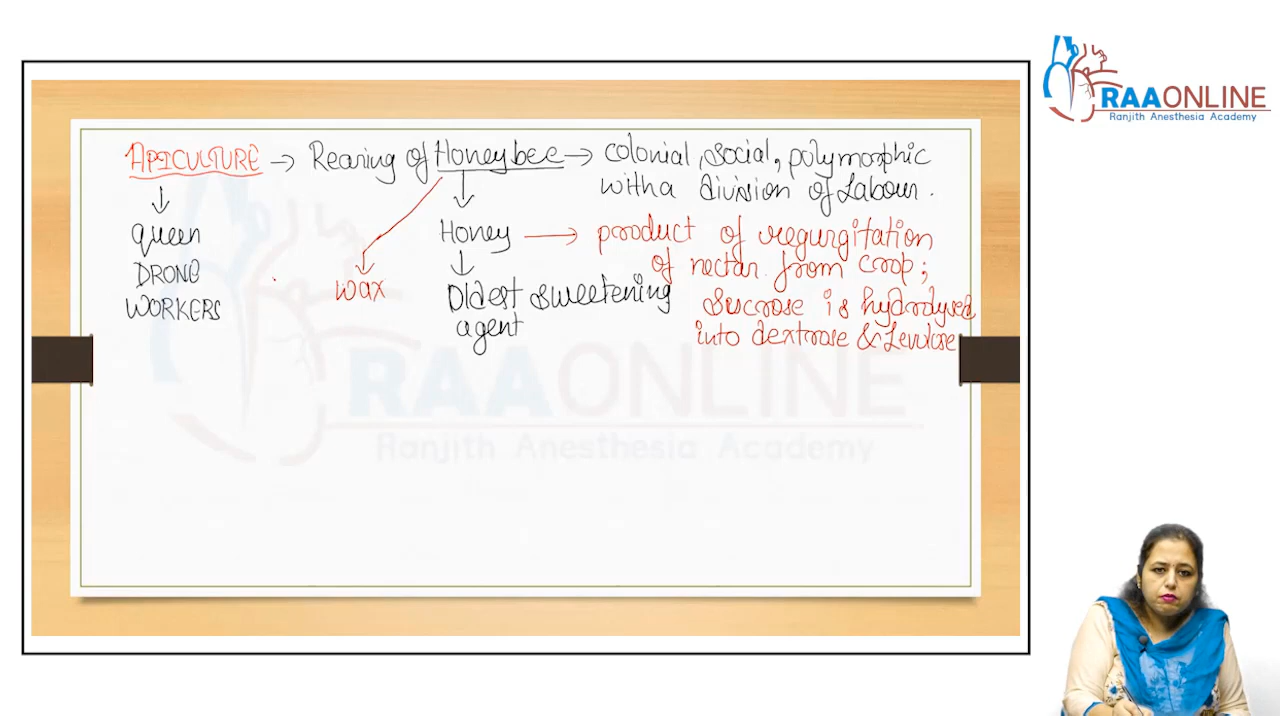 APICULTURE → Rearing of Honeybee → colonial, social, polymorphic
with a division of Labour.
queen
DRONE
WORKERS
wax
Honey → product of regurgitation
of nectar from crop;
Oldest sweetening
agent
sucrose is hydrolysed
into dextrose & Levulose
RAAONLINE
Ranjith Anesthesia Academy
RAAONLINE
Ranjith Anesthesia Academy